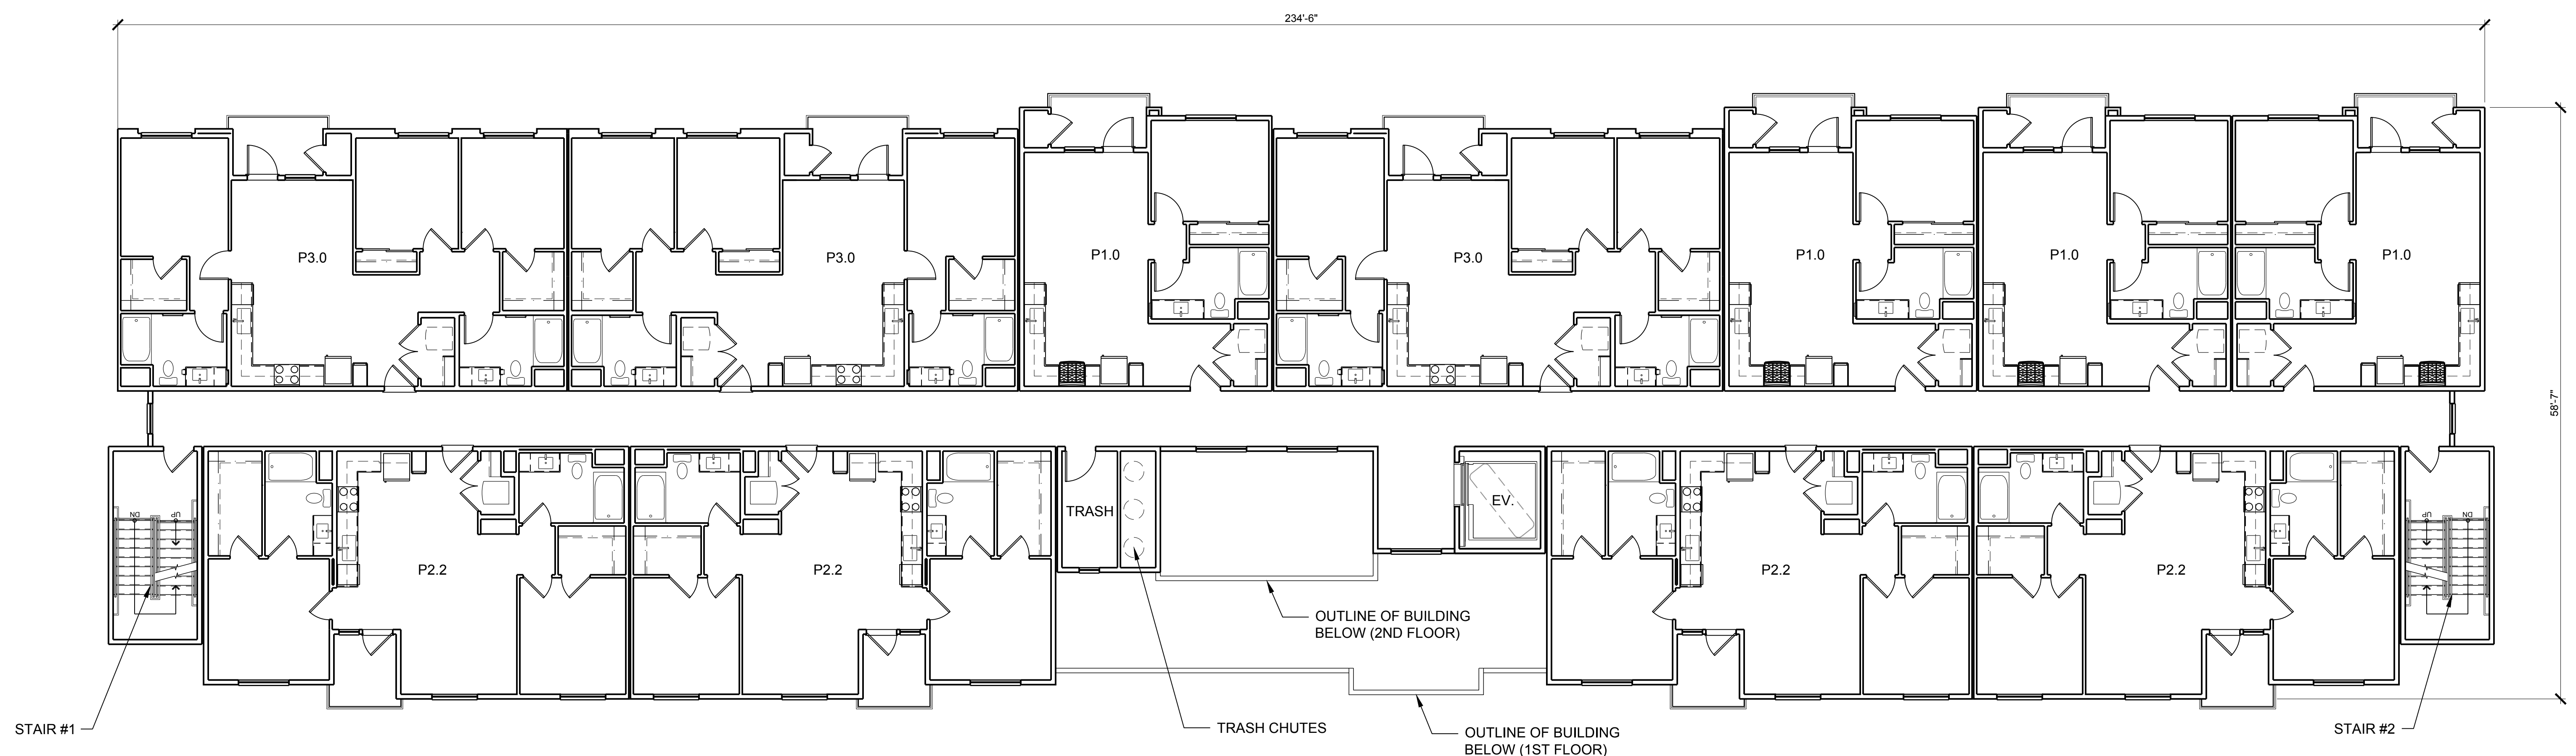 234'-6"
P3.0
P3.0
P1.0
P3.0
P1.0
P1.0
P1.0
58'-7"
DN
UP
P2.2
P2.2
TRASH
EV.
P2.2
P2.2
UP
DN
OUTLINE OF BUILDING
BELOW (2ND FLOOR)
STAIR #1
TRASH CHUTES
OUTLINE OF BUILDING
BELOW (1ST FLOOR)
STAIR #2